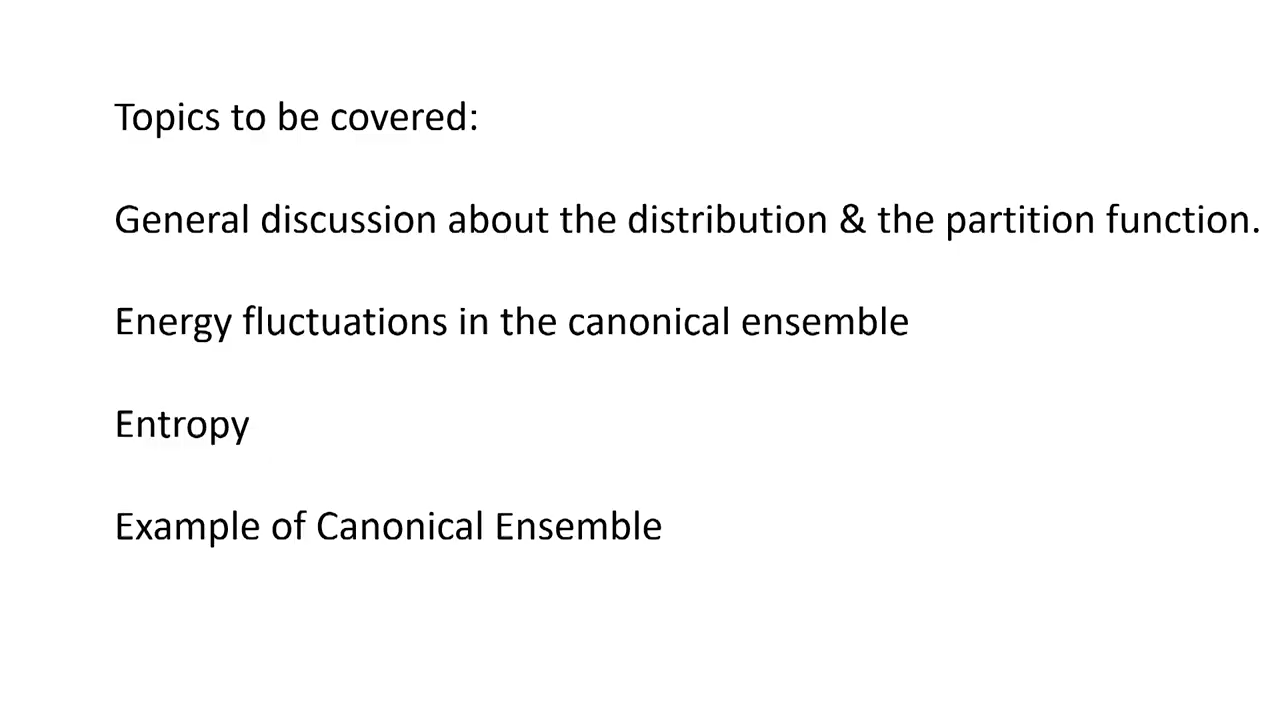 Topics to be covered:
General discussion about the distribution & the partition function.
Energy fluctuations in the canonical ensemble
Entropy
Example of Canonical Ensemble